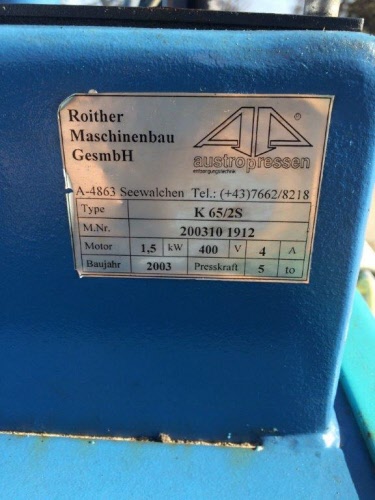 Roither
Maschinenbau
GesmbH
®
austropressen
entsorgungstechnik
A-4863 Seewalchen Tel.: (+43)7662/8218
Type K 65/2S
M.Nr. 200310 1912
Motor 1,5 kW 400 V 4 A
Baujahr 2003 Presskraft 5 to